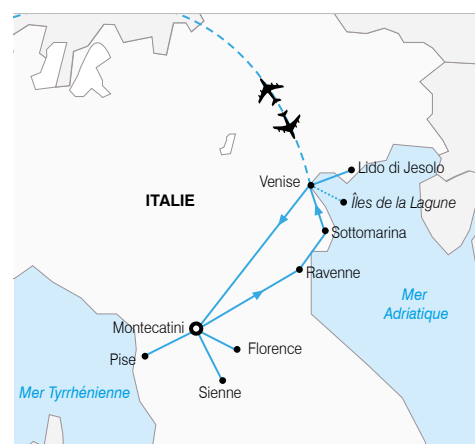 Lido di Jesolo
Venise
ITALIE
Îles de la Lagune
Sottomarina
Ravenne
Mer
Adriatique
Montecatini
Florence
Pise
Sienne
Mer Tyrrhénienne